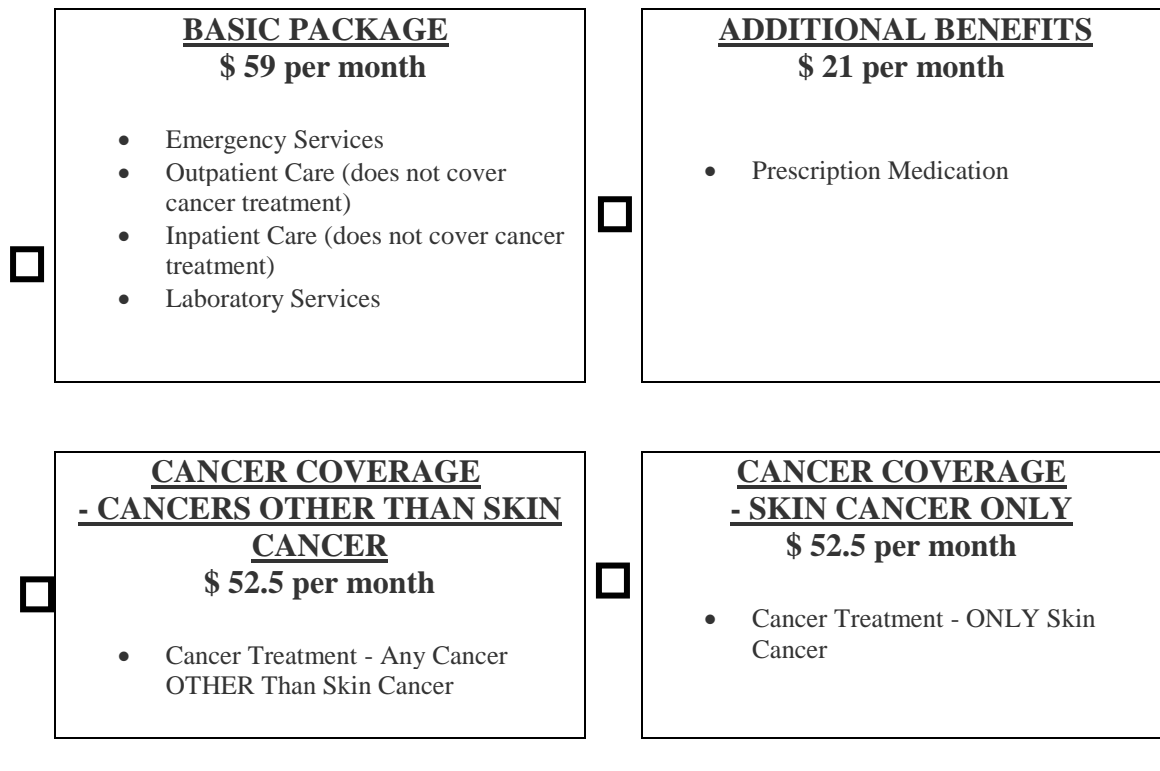 BASIC PACKAGE
$ 59 per month
• Emergency Services
• Outpatient Care (does not cover
cancer treatment)
• Inpatient Care (does not cover cancer
treatment)
• Laboratory Services
ADDITIONAL BENEFITS
$ 21 per month
• Prescription Medication
CANCER COVERAGE
- CANCERS OTHER THAN SKIN
CANCER
$ 52.5 per month
• Cancer Treatment - Any Cancer
OTHER Than Skin Cancer
CANCER COVERAGE
- SKIN CANCER ONLY
$ 52.5 per month
• Cancer Treatment - ONLY Skin
Cancer